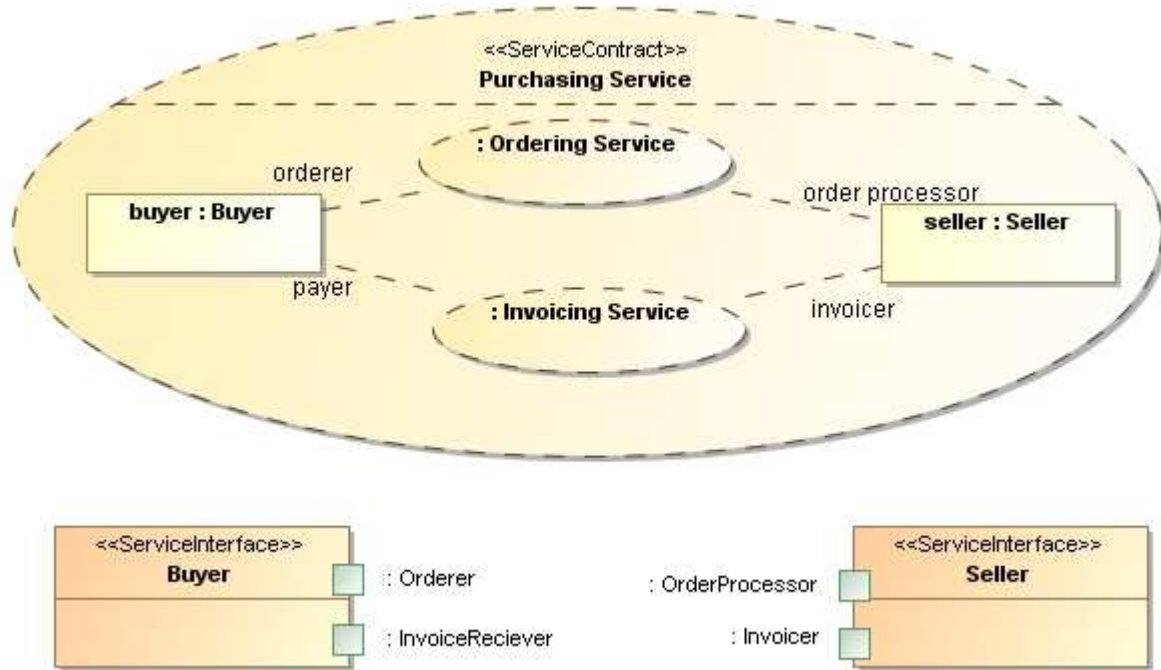 <<ServiceContract>>
Purchasing Service
: Ordering Service
orderer
order processor
buyer : Buyer
seller : Seller
payer
: Invoicing Service
invoicer
<<ServiceInterface>>
Buyer
: Orderer
: InvoiceReciever
<<ServiceInterface>>
Seller
: OrderProcessor
: Invoicer